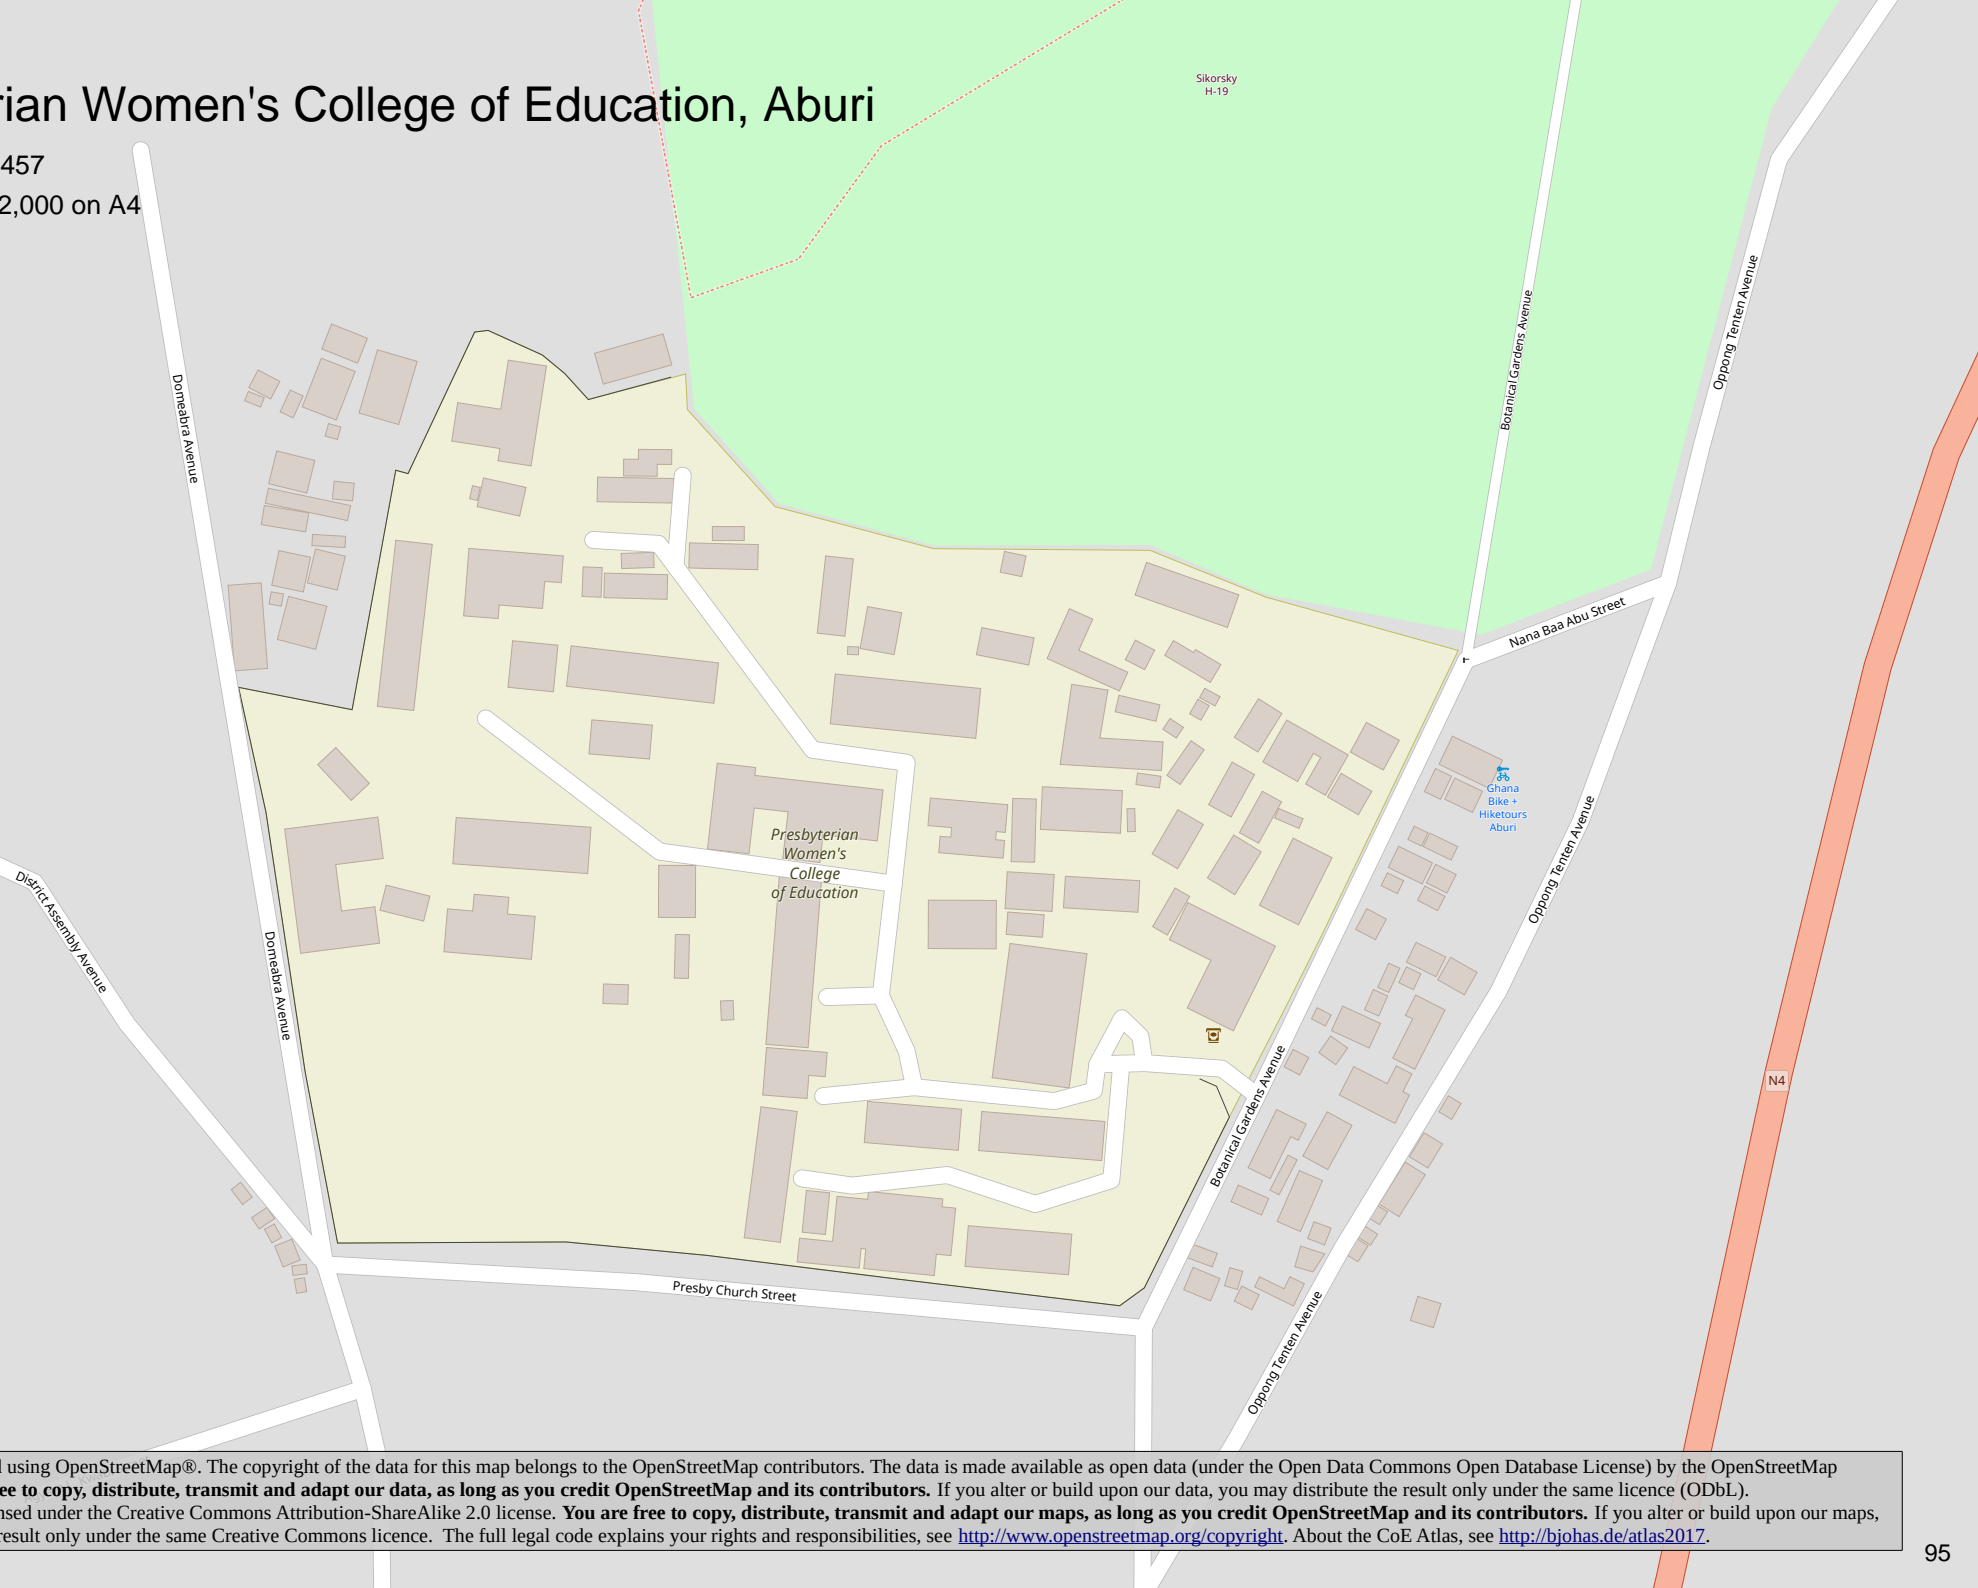 Sikorsky
H-19
rian Women's College of Education, Aburi
457
2,000 on A4
Oppong Tenten Avenue
Botanical Gardens Avenue
Domeabra Avenue
Nana Baa Abu Street
Ghana
Bike +
Hiketours
Aburi
Presbyterian
Women's
College
of Education
Oppong Tenten Avenue
District Assembly Avenue
Domeabra Avenue
N4
Botanical Gardens Avenue
Presby Church Street
Oppong Tenten Avenue
using OpenStreetMap®. The copyright of the data for this map belongs to the OpenStreetMap contributors. The data is made available as open data (under the Open Data Commons Open Database License) by the OpenStreetMap
ee to copy, distribute, transmit and adapt our data, as long as you credit OpenStreetMap and its contributors. If you alter or build upon our data, you may distribute the result only under the same licence (ODbL).
nsed under the Creative Commons Attribution-ShareAlike 2.0 license. You are free to copy, distribute, transmit and adapt our maps, as long as you credit OpenStreetMap and its contributors. If you alter or build upon our maps,
result only under the same Creative Commons licence. The full legal code explains your rights and responsibilities, see http://www.openstreetmap.org/copyright. About the CoE Atlas, see http://bjohas.de/atlas2017.
95